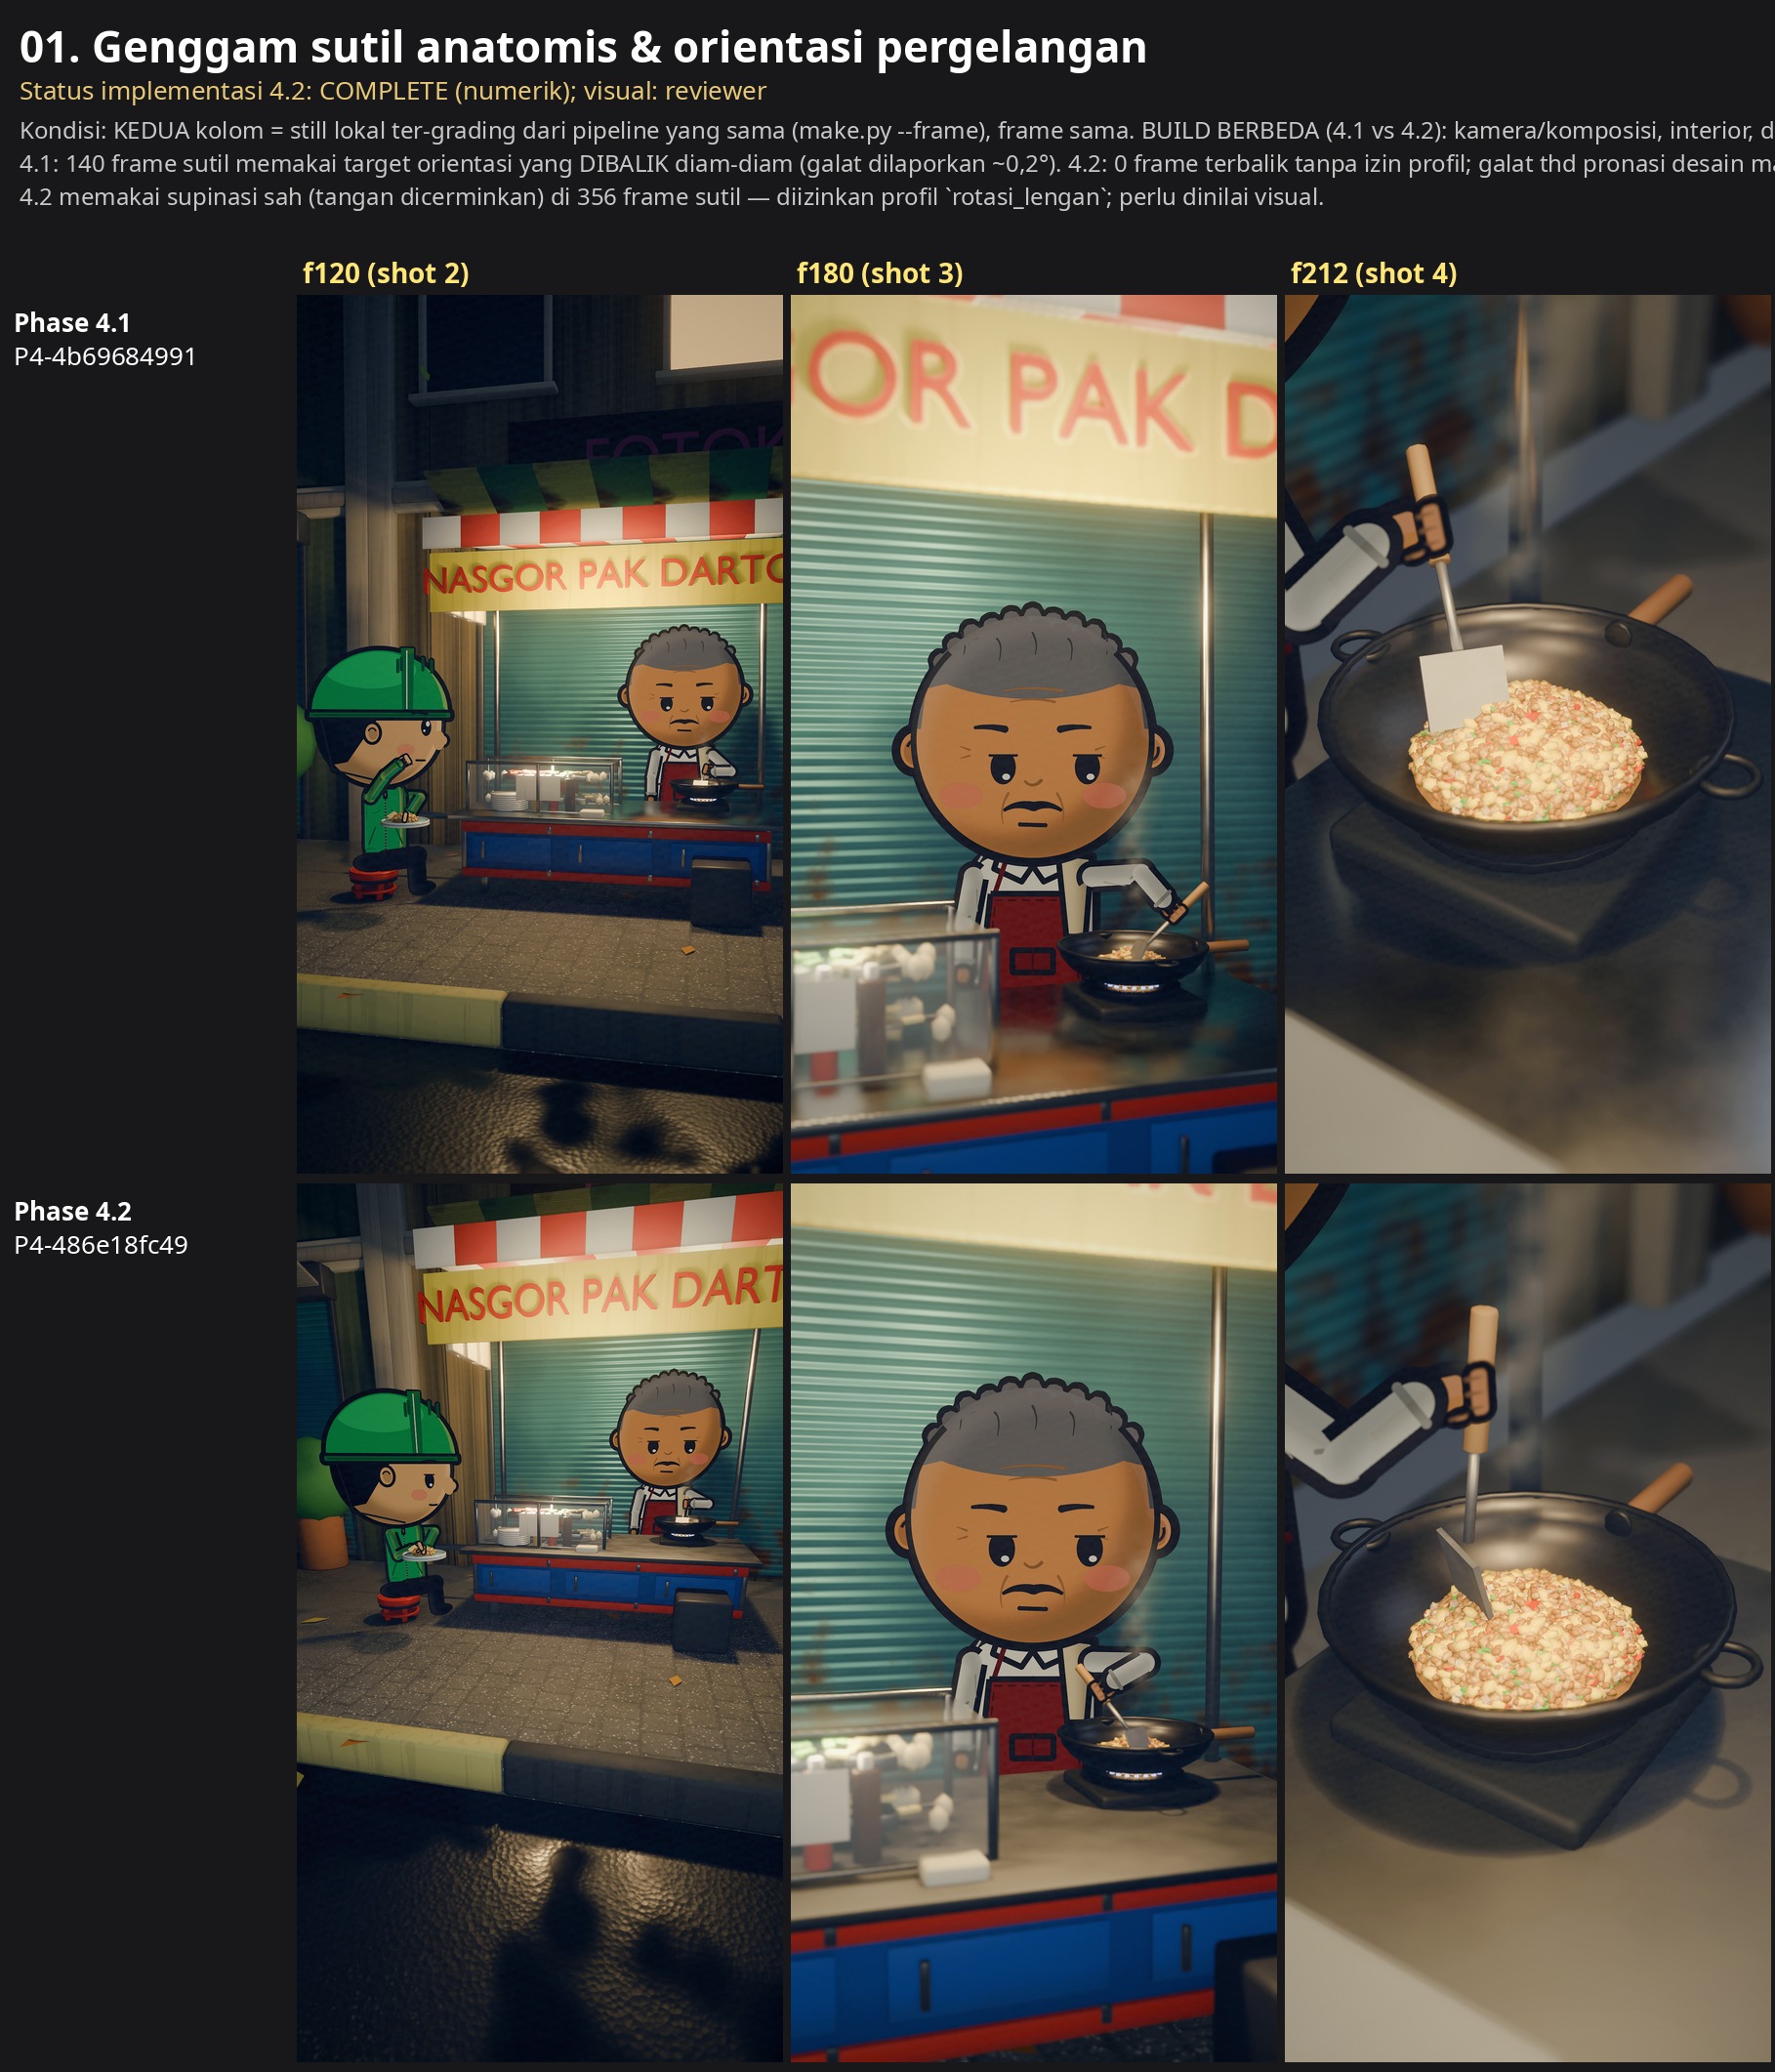 01. Genggam sutil anatomis & orientasi pergelangan
Status implementasi 4.2: COMPLETE (numerik); visual: reviewer
Kondisi: KEDUA kolom = still lokal ter-grading dari pipeline yang sama (make.py --frame), frame sama. BUILD BERBEDA (4.1 vs 4.2): kamera/komposisi, interior, d
4.1: 140 frame sutil memakai target orientasi yang DIBALIK diam-diam (galat dilaporkan ~0,2°). 4.2: 0 frame terbalik tanpa izin profil; galat thd pronasi desain ma
4.2 memakai supinasi sah (tangan dicerminkan) di 356 frame sutil — diizinkan profil `rotasi_lengan`; perlu dinilai visual.
f120 (shot 2)
f180 (shot 3)
f212 (shot 4)
Phase 4.1
P4-4b69684991
FOTOK
NASGOR PAK DARTO
GOR PAK D
Phase 4.2
P4-486e18fc49
NASGOR PAK DART